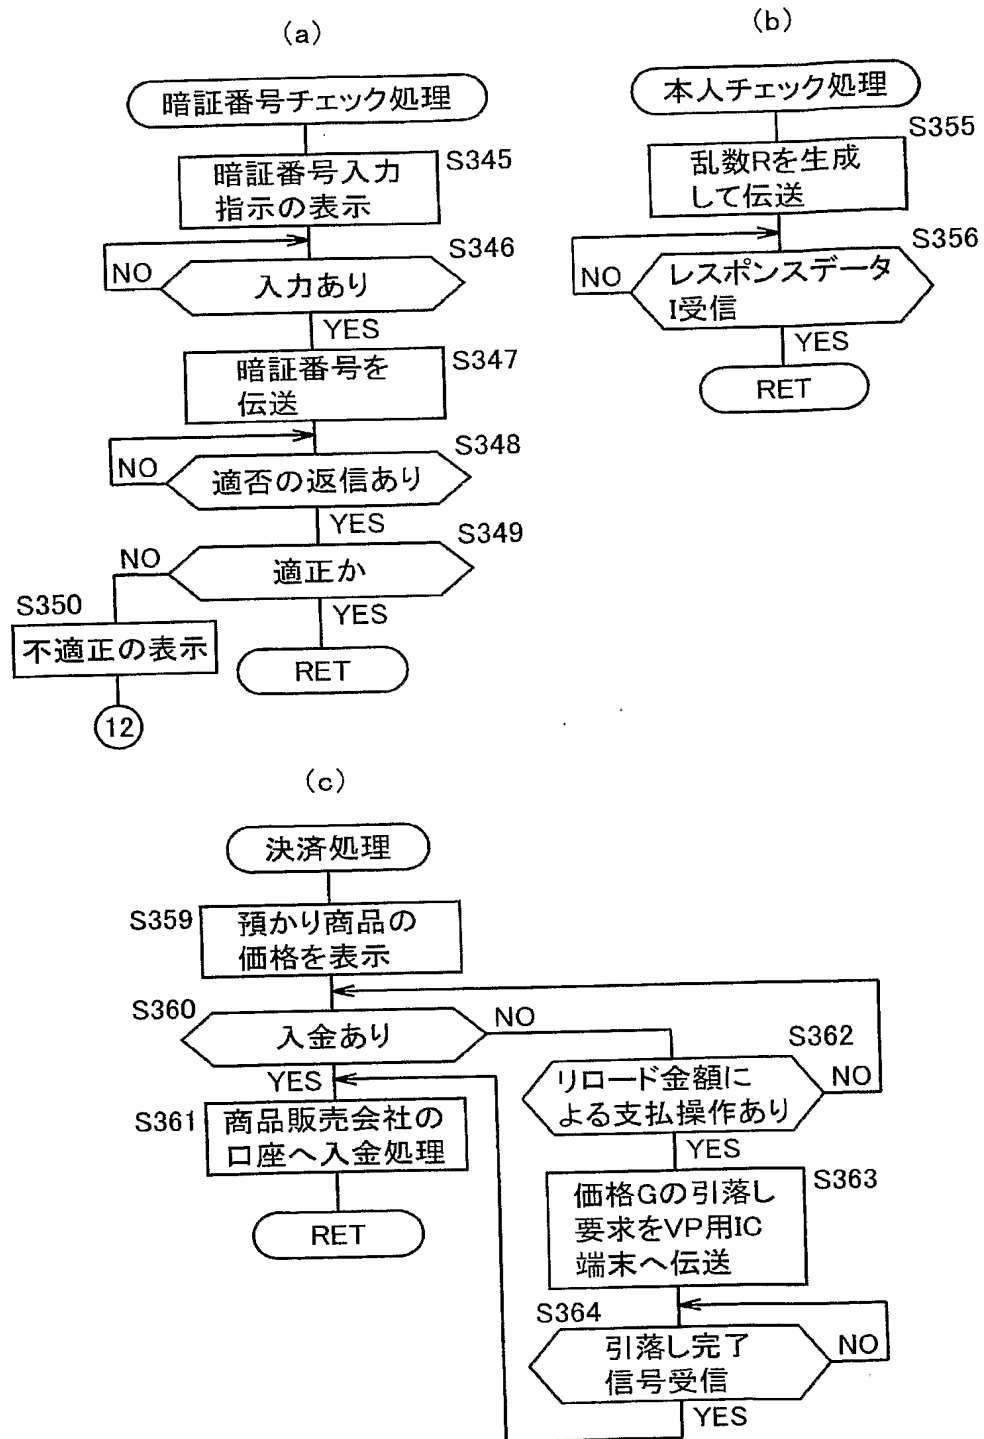 (a)
暗証番号チェック処理
S345
暗証番号入力
指示の表示
S346
NO
入力あり
YES
S347
暗証番号を
伝送
S348
NO
適否の返信あり
YES
S349
NO
適正か
YES
S350
不適正の表示
RET
12
(b)
本人チェック処理
S355
乱数Rを生成
して伝送
S356
NO
レスポンスデータ
I受信
YES
RET
(c)
決済処理
S359
預かり商品の
価格を表示
S360
入金あり
NO
YES
S361
商品販売会社の
口座へ入金処理
RET
S362
リロード金額に
よる支払操作あり
NO
YES
S363
価格Gの引落し
要求をVP用IC
端末へ伝送
S364
引落し完了
信号受信
NO
YES